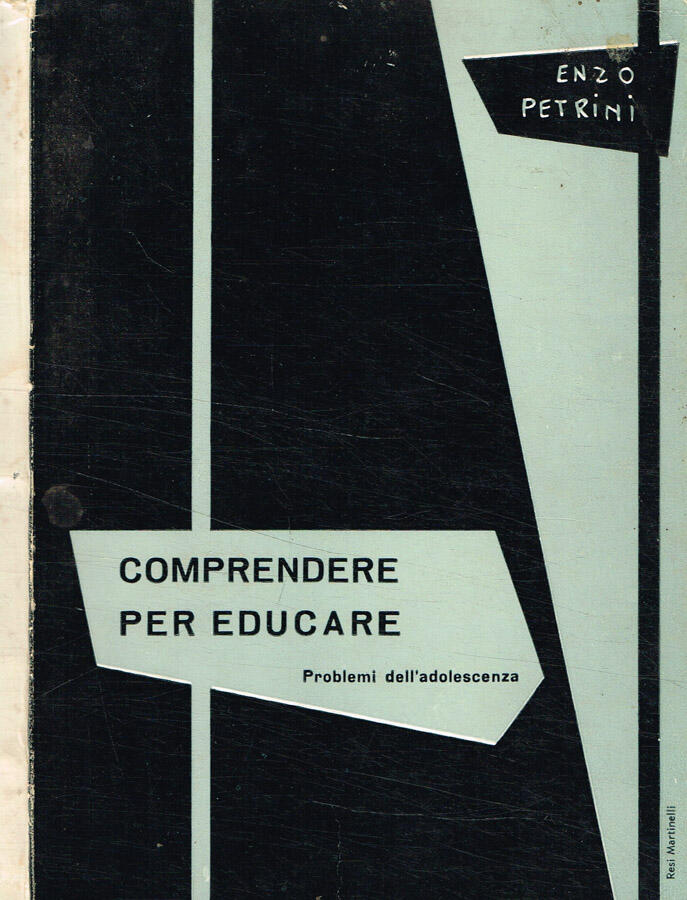 ENZO
PETRINI
COMPRENDERE
PER EDUCARE
Problemi dell'adolescenza
Resi Martinelli